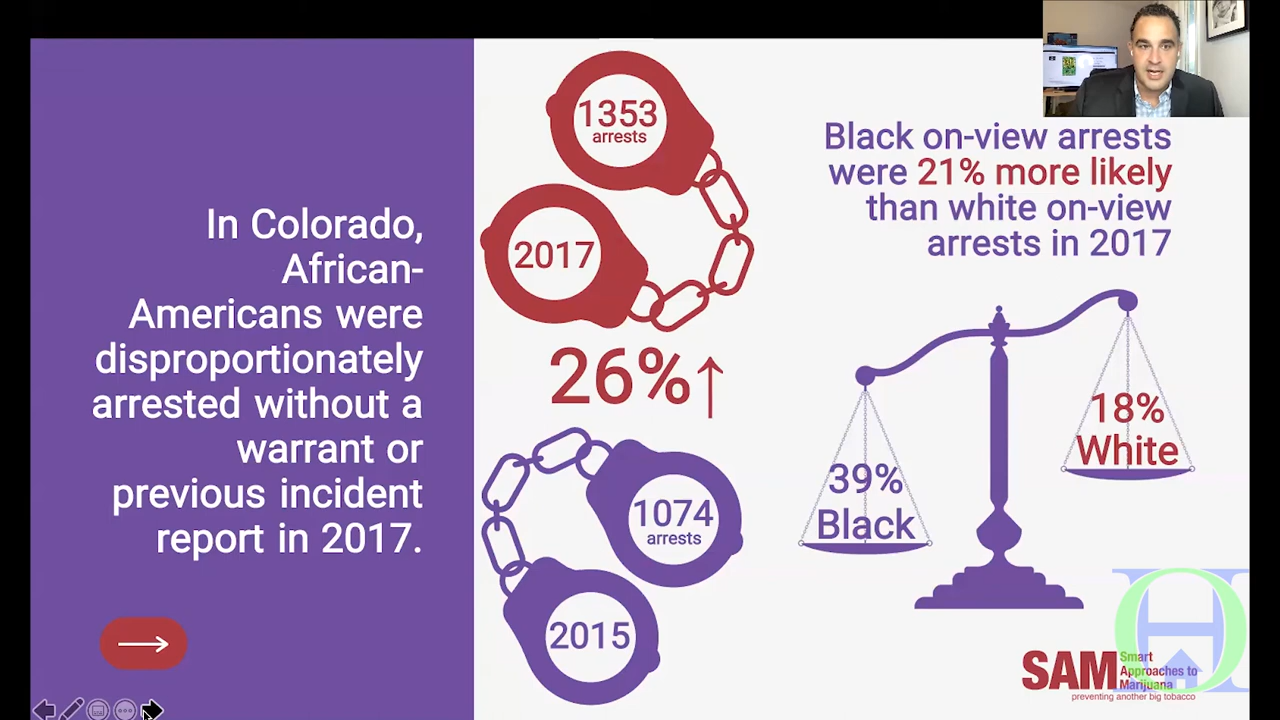 In Colorado,
African-
Americans were
disproportionately
arrested without a
warrant or
previous incident
report in 2017.
1353
arrests
2017
26%↑
1074
arrests
2015
Black on-view arrests
were 21% more likely
than white on-view
arrests in 2017
39%
Black
18%
White
SAM
Smart
Approaches to
Marijuana
preventing another big tobacco